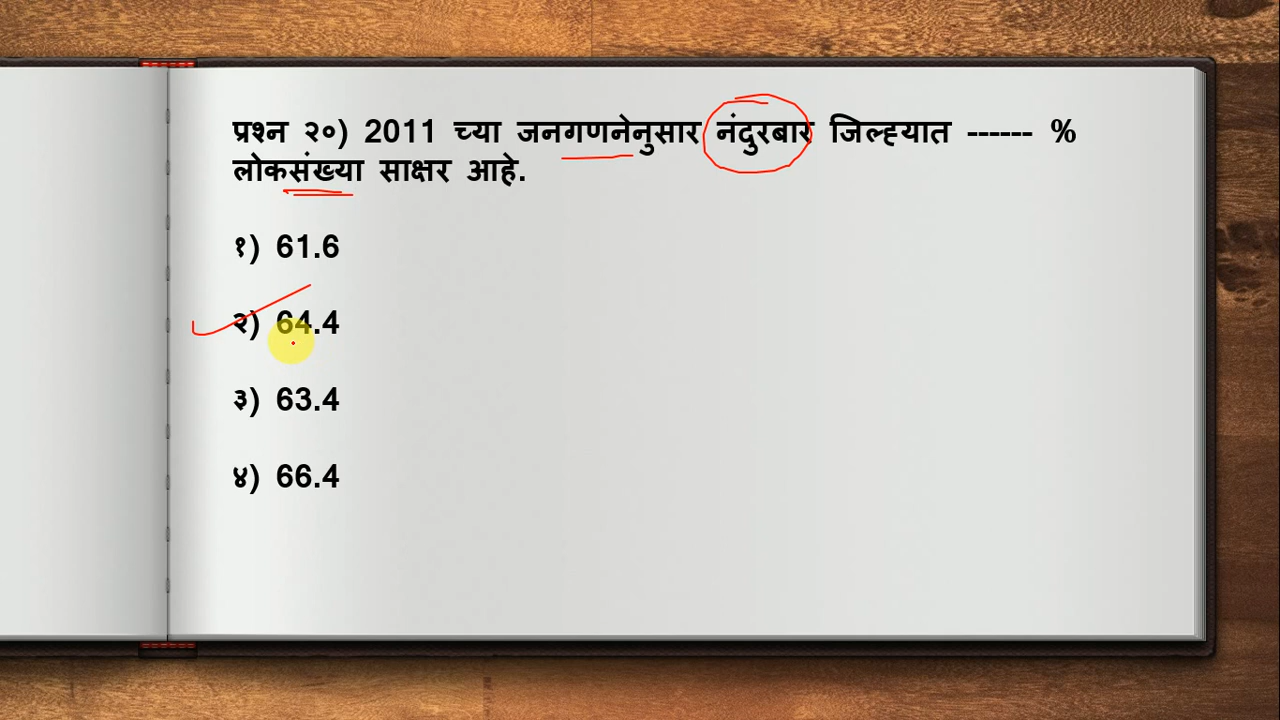 प्रश्न २०) 2011 च्या जनगणनेनुसार नंदुरबार जिल्हयात ------ %
लोकसंख्या साक्षर आहे.
१) 61.6
२) 64.4
३) 63.4
४) 66.4